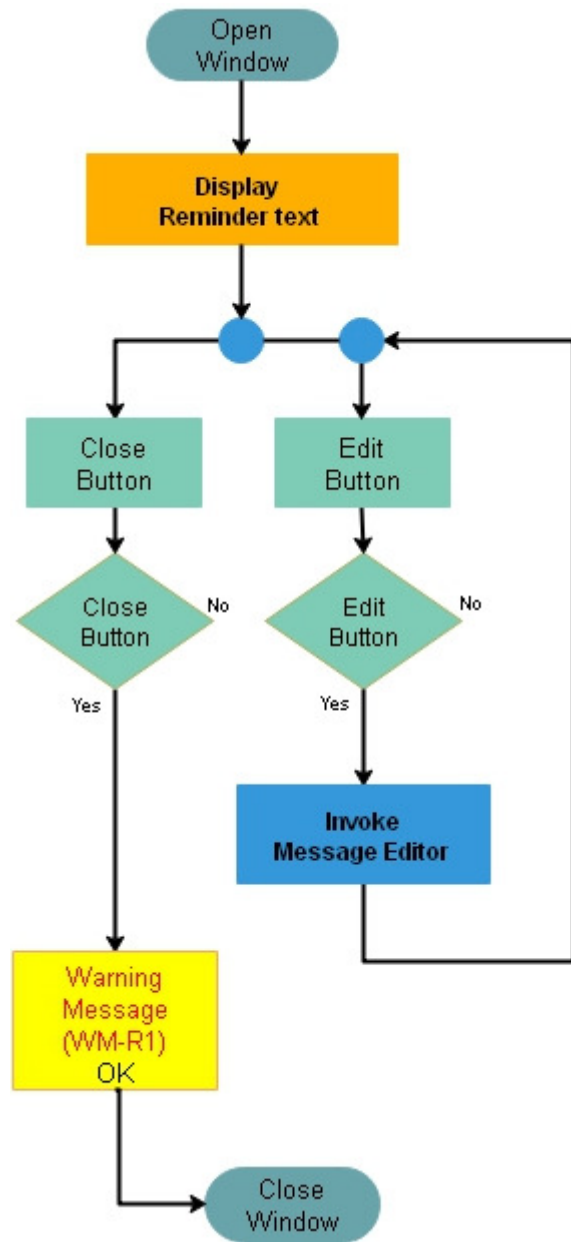 Open
Window
Display
Reminder text
Close
Button
Edit
Button
Close
Button
No
Edit
Button
No
Yes
Yes
Invoke
Message Editor
Warning
Message
(WM-R1)
OK
Close
Window